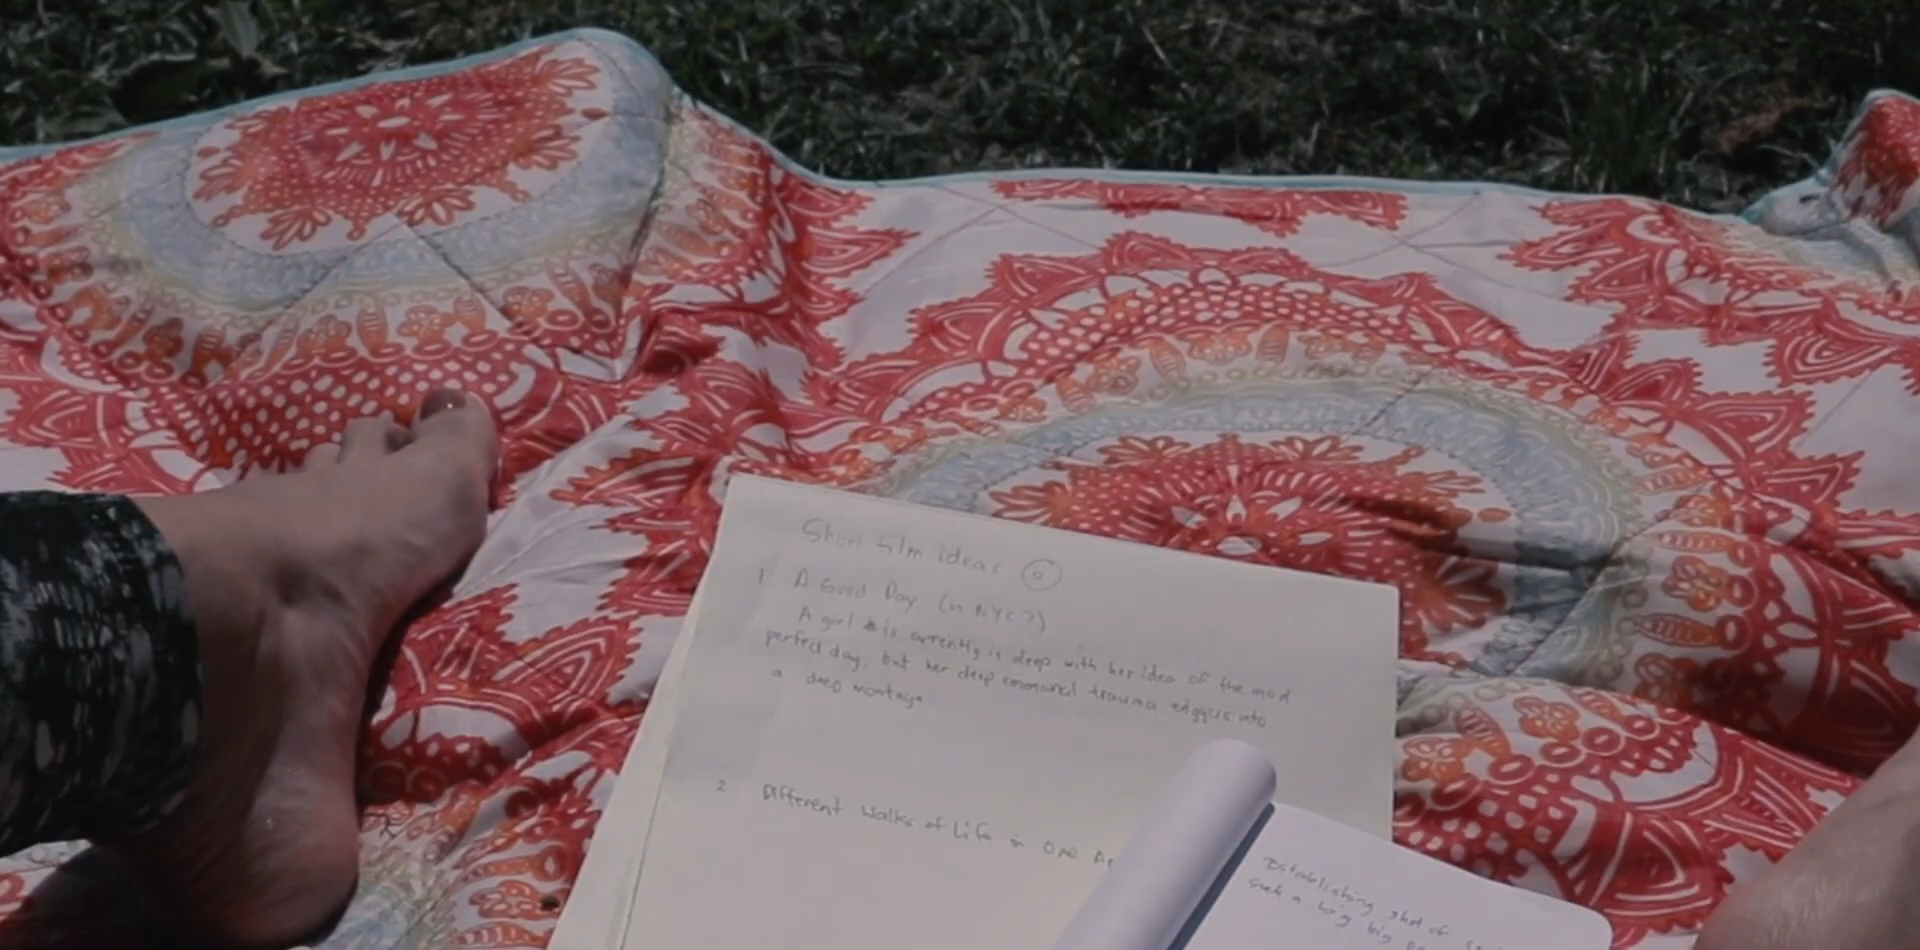 Short film ideas
1 A Good Day (in NYC?)
A girl is currently is deep with her idea of the most
perfect day, but her deep emotional trauma triggers into
a deep montage
2 Different Walks of Life in One
Establishing shot of
such a big big